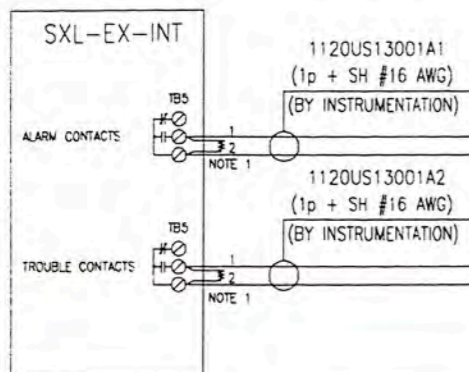 SXL-EX-INT
1120US13001A1
(1p + SH #16 AWG)
(BY INSTRUMENTATION)
TB5
ALARM CONTACTS
1
2
NOTE 1
1120US13001A2
(1p + SH #16 AWG)
(BY INSTRUMENTATION)
TB5
TROUBLE CONTACTS
1
2
NOTE 1